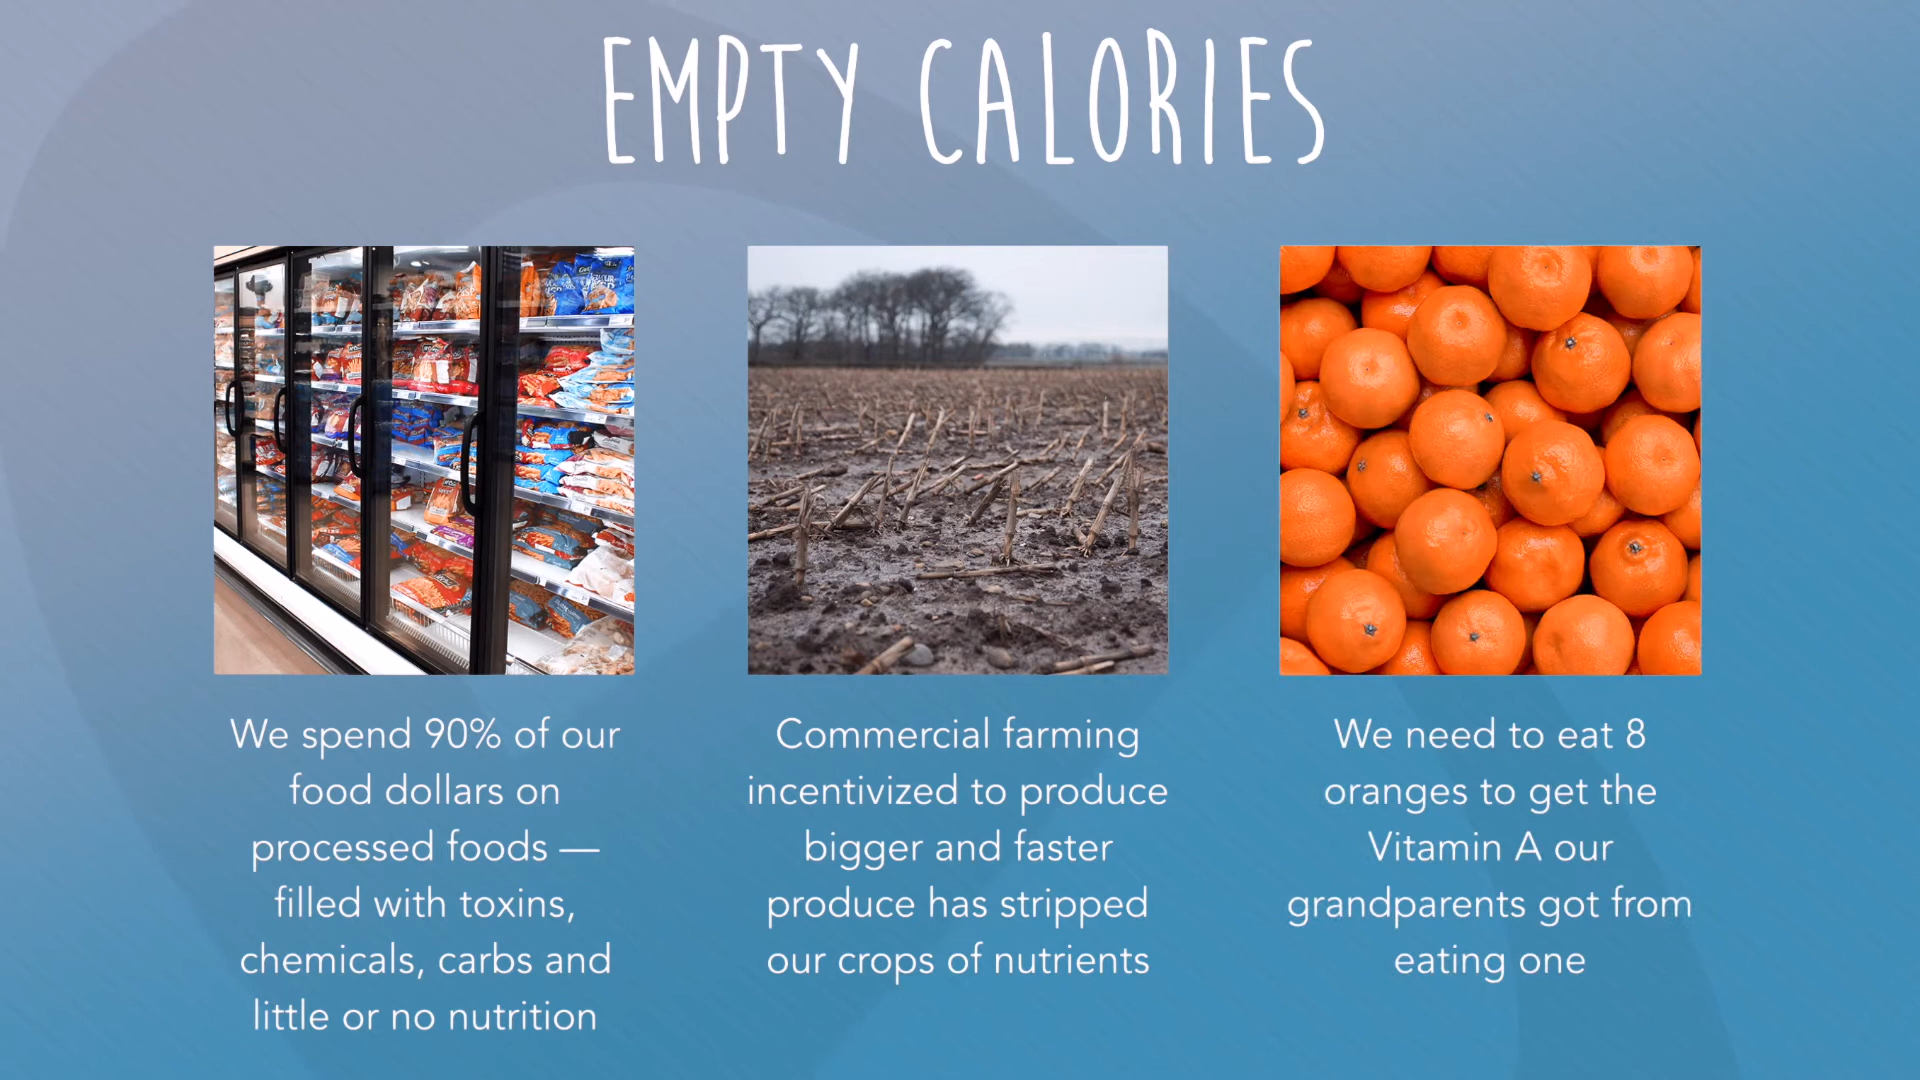 EMPTY CALORIES
We spend 90% of our
food dollars on
processed foods —
filled with toxins,
chemicals, carbs and
little or no nutrition
Commercial farming
incentivized to produce
bigger and faster
produce has stripped
our crops of nutrients
We need to eat 8
oranges to get the
Vitamin A our
grandparents got from
eating one